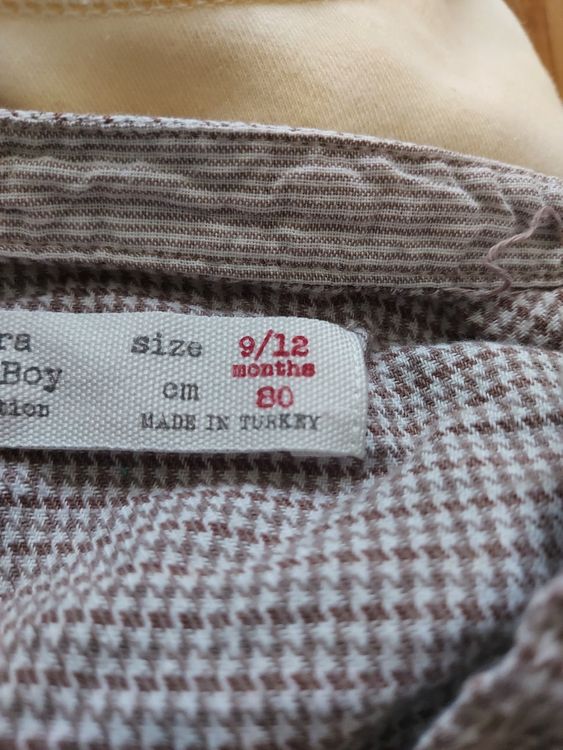 ra
Boy
tion
size 9/12
months
cm 80
MADE IN TURKEY